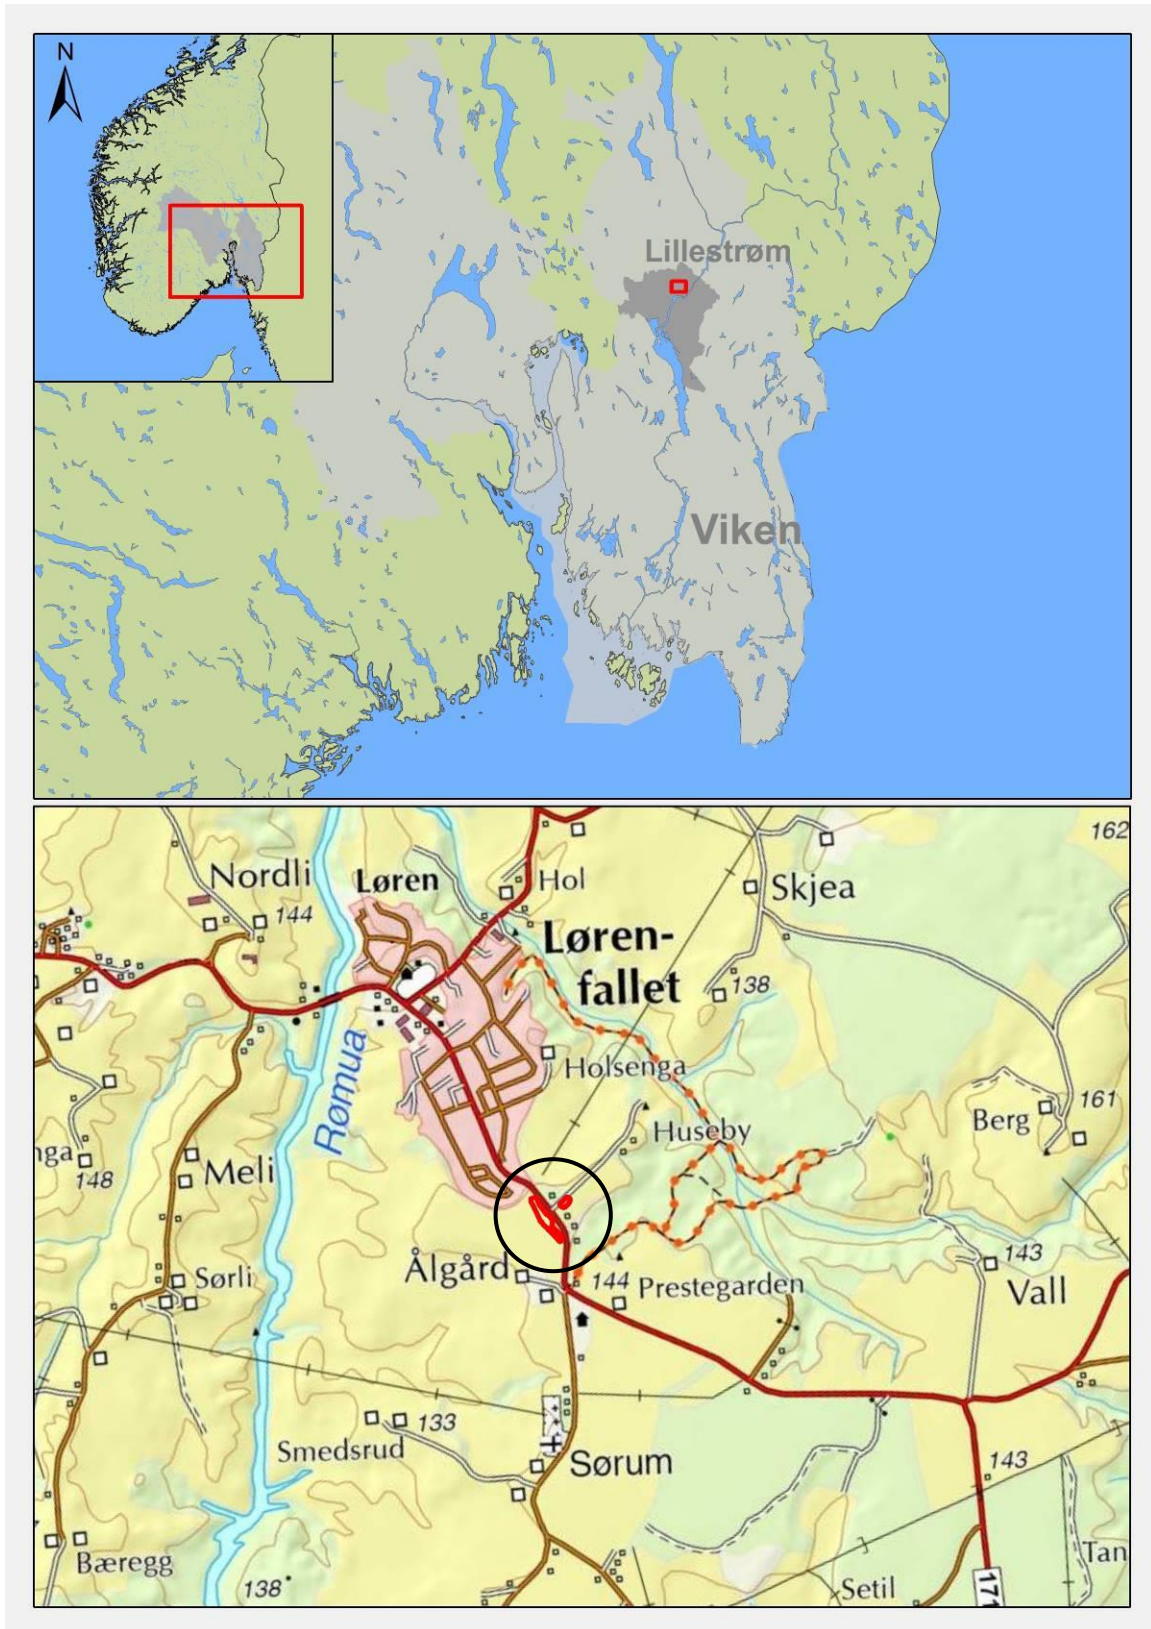 N
Lillestrøm
Viken
162
Nordli
Løren
Hol
Skjea
144
Løren-
fallet
138
Rømua
Holsenga
Berg
161
Huseby
nga
148
Meli
Ålgård
143
Sørli
144
Prestegarden
Vall
133
Smedsrud
Sørum
143
Bæregg
Tan
138
Setil
171